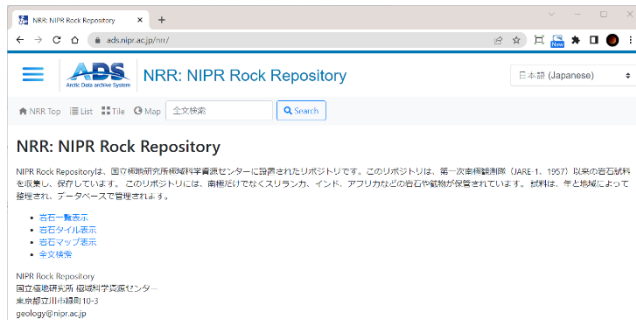 NRR: NIPR Rock Repository
ads.nipr.ac.jp/nrr/
New
ADS
Arctic Data archive System
NRR: NIPR Rock Repository
日本語 (Japanese)
NRR Top List Tile Map 全文検索 Search
NRR: NIPR Rock Repository
NIPR Rock Repositoryは、国立極地研究所極域科学資源センターに設置されたリポジトリです。このリポジトリは、第一次南極観測隊（JARE-1、1957）以来の岩石試料
を収集し、保存しています。 このリポジトリには、南極だけでなくスリランカ、インド、アフリカなどの岩石や鉱物が保管されています。 試料は、年と地域によって
整理され、データベースで管理されます。
岩石一覧表示
岩石タイル表示
岩石マップ表示
全文検索
NIPR Rock Repository
国立極地研究所 極域科学資源センター
東京都立川市緑町10-3
geology@nipr.ac.jp